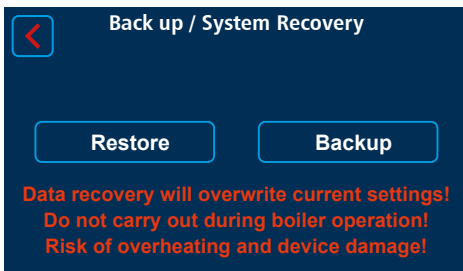 Back up / System Recovery
Restore
Backup
Data recovery will overwrite current settings!
Do not carry out during boiler operation!
Risk of overheating and device damage!